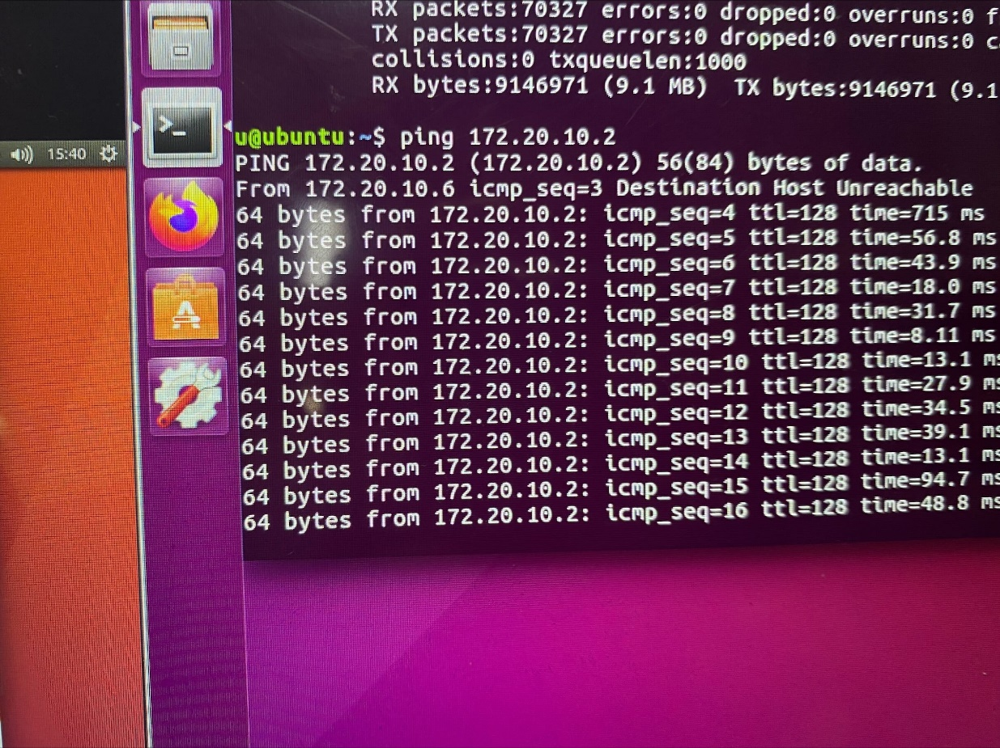 RX packets:70327 errors:0 dropped:0 overruns:0 f
TX packets:70327 errors:0 dropped:0 overruns:0 c
collisions:0 txqueuelen:1000
RX bytes:9146971 (9.1 MB)  TX bytes:9146971 (9.1
15:40
u@ubuntu:~$ ping 172.20.10.2
PING 172.20.10.2 (172.20.10.2) 56(84) bytes of data.
From 172.20.10.6 icmp_seq=3 Destination Host Unreachable
64 bytes from 172.20.10.2: icmp_seq=4 ttl=128 time=715 ms
64 bytes from 172.20.10.2: icmp_seq=5 ttl=128 time=56.8 ms
64 bytes from 172.20.10.2: icmp_seq=6 ttl=128 time=43.9 ms
64 bytes from 172.20.10.2: icmp_seq=7 ttl=128 time=18.0 ms
64 bytes from 172.20.10.2: icmp_seq=8 ttl=128 time=31.7 ms
64 bytes from 172.20.10.2: icmp_seq=9 ttl=128 time=8.11 ms
64 bytes from 172.20.10.2: icmp_seq=10 ttl=128 time=13.1 ms
64 bytes from 172.20.10.2: icmp_seq=11 ttl=128 time=27.9 ms
64 bytes from 172.20.10.2: icmp_seq=12 ttl=128 time=34.5 ms
64 bytes from 172.20.10.2: icmp_seq=13 ttl=128 time=39.1 ms
64 bytes from 172.20.10.2: icmp_seq=14 ttl=128 time=13.1 ms
64 bytes from 172.20.10.2: icmp_seq=15 ttl=128 time=94.7 ms
64 bytes from 172.20.10.2: icmp_seq=16 ttl=128 time=48.8 ms